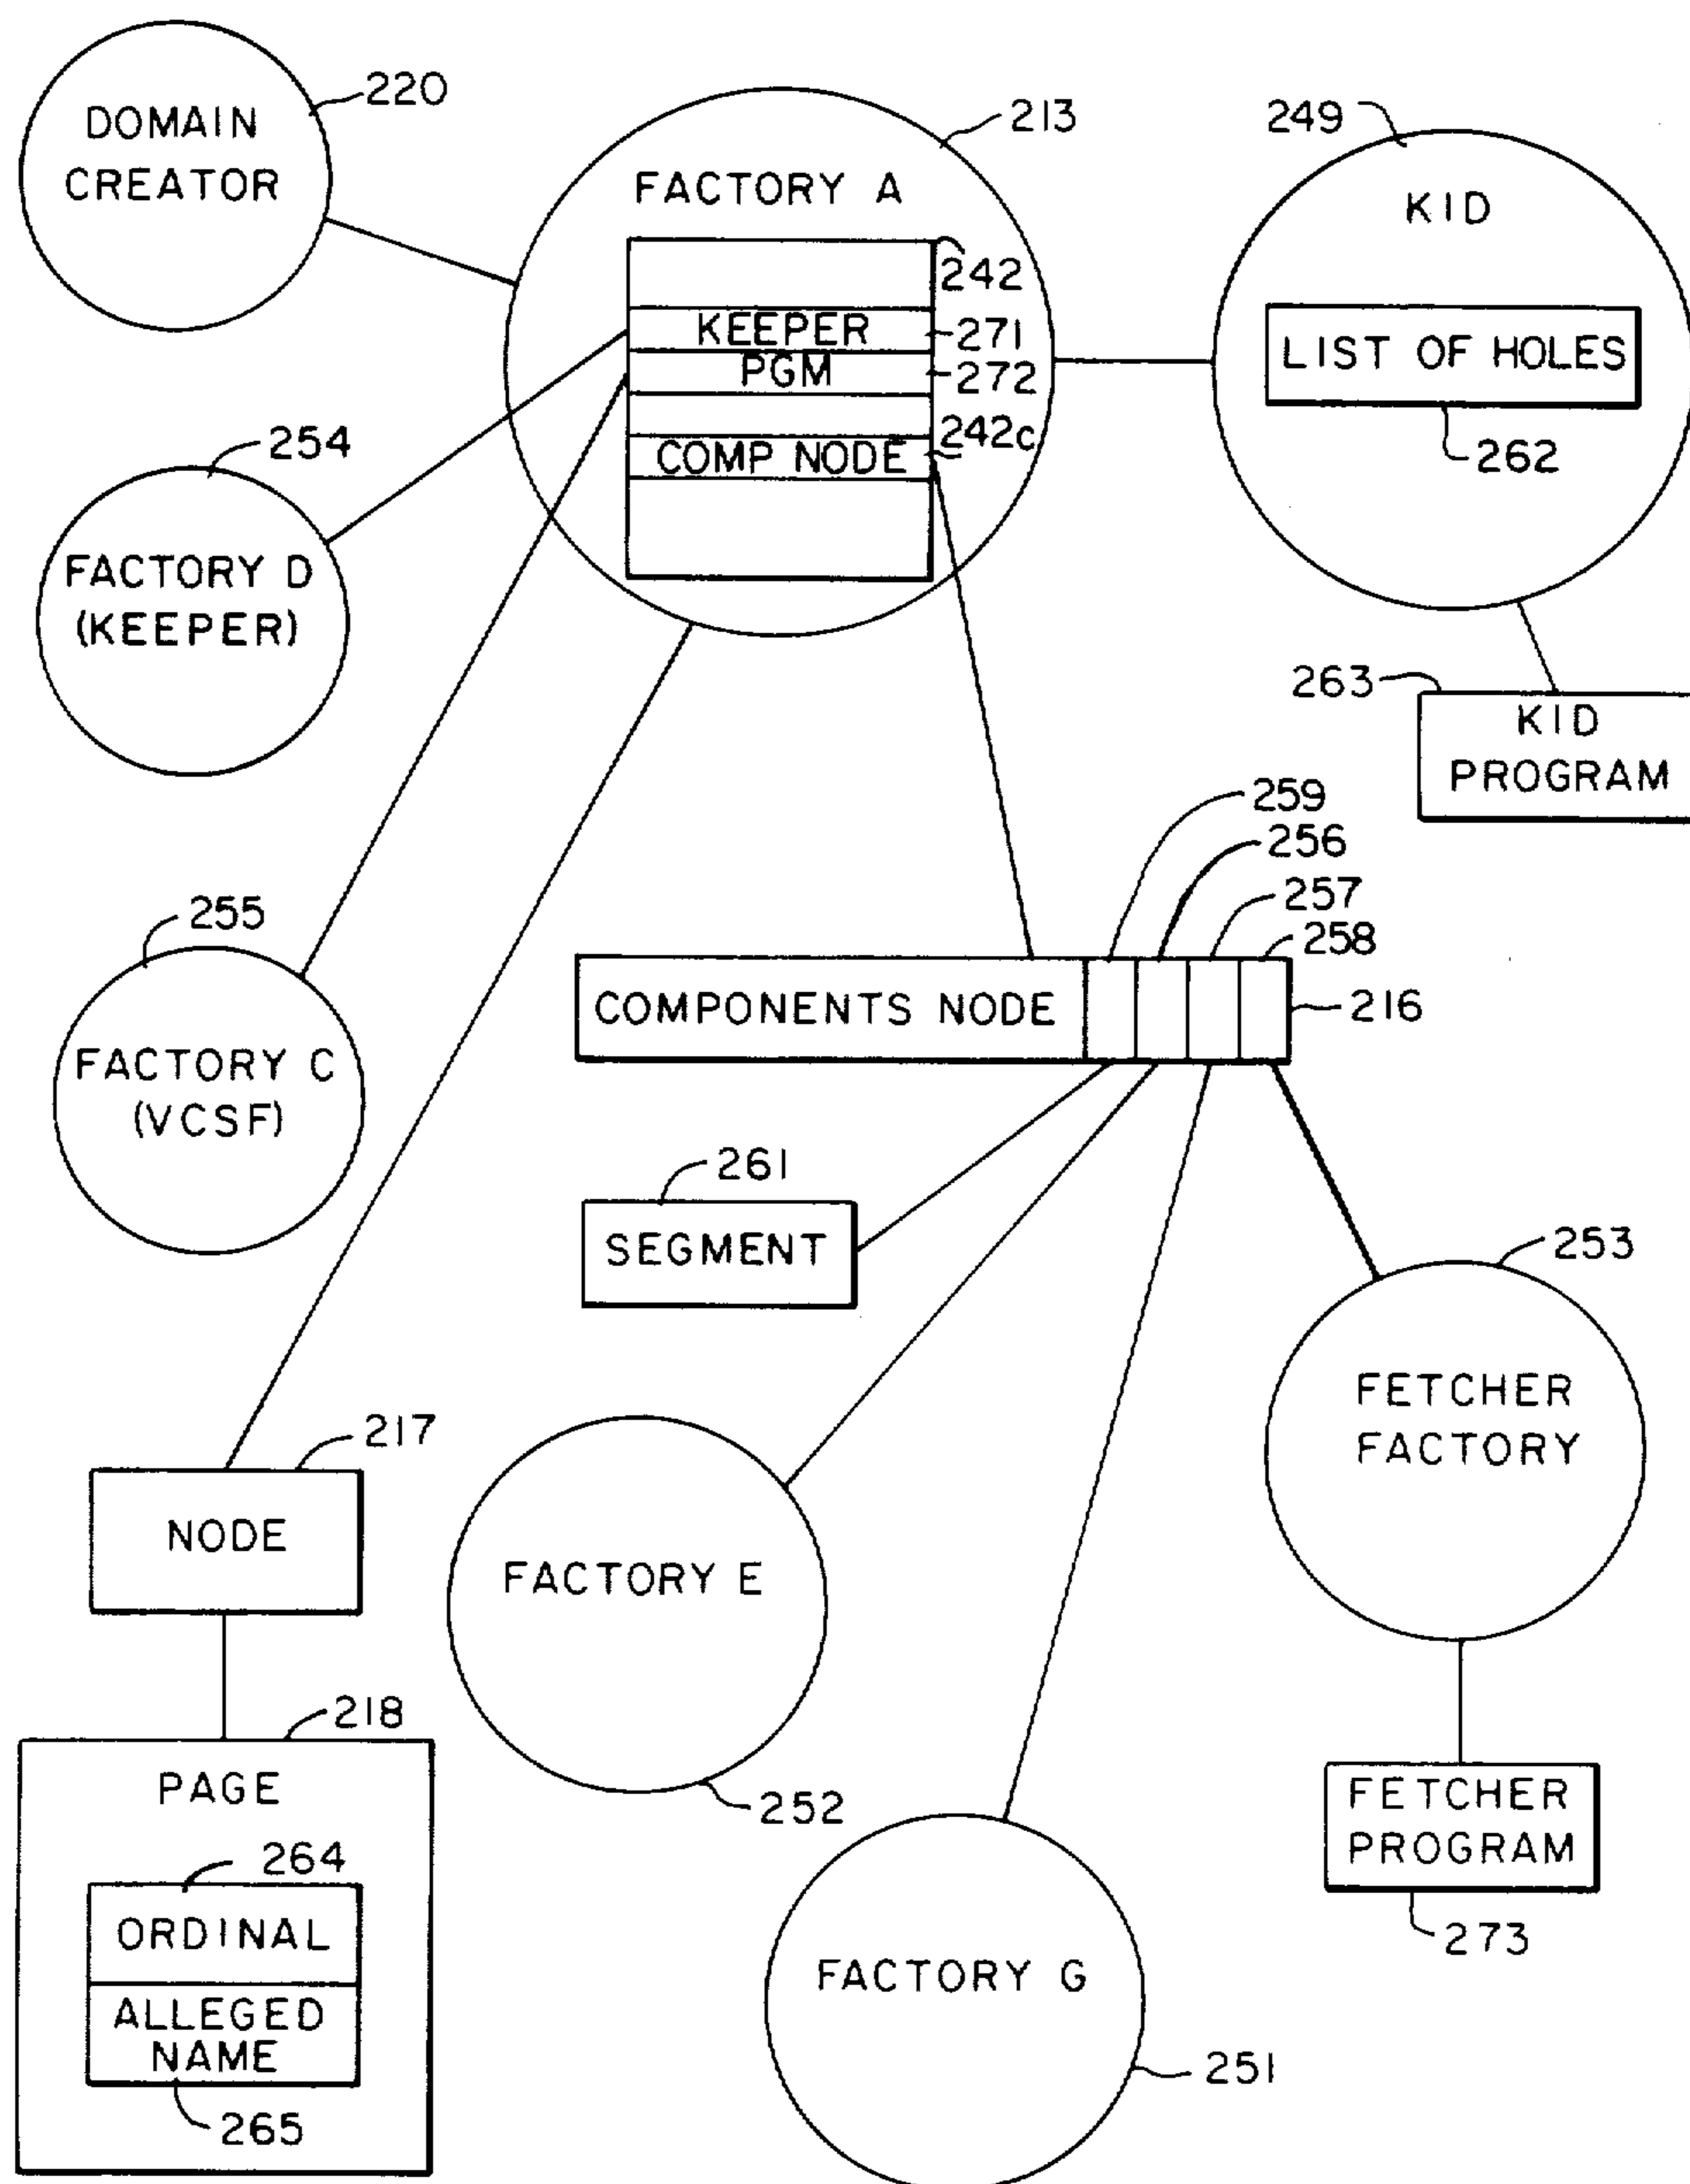 220
DOMAIN
CREATOR
213
FACTORY A
242
KEEPER
271
PGM
272
242c
COMP NODE
249
KID
LIST OF HOLES
262
254
FACTORY D
(KEEPER)
263
KID
PROGRAM
259
256
257
258
COMPONENTS NODE
216
255
FACTORY C
(VCSF)
261
SEGMENT
253
FETCHER
FACTORY
217
NODE
FACTORY E
252
218
PAGE
264
ORDINAL
ALLEGED
NAME
265
FETCHER
PROGRAM
273
FACTORY G
251